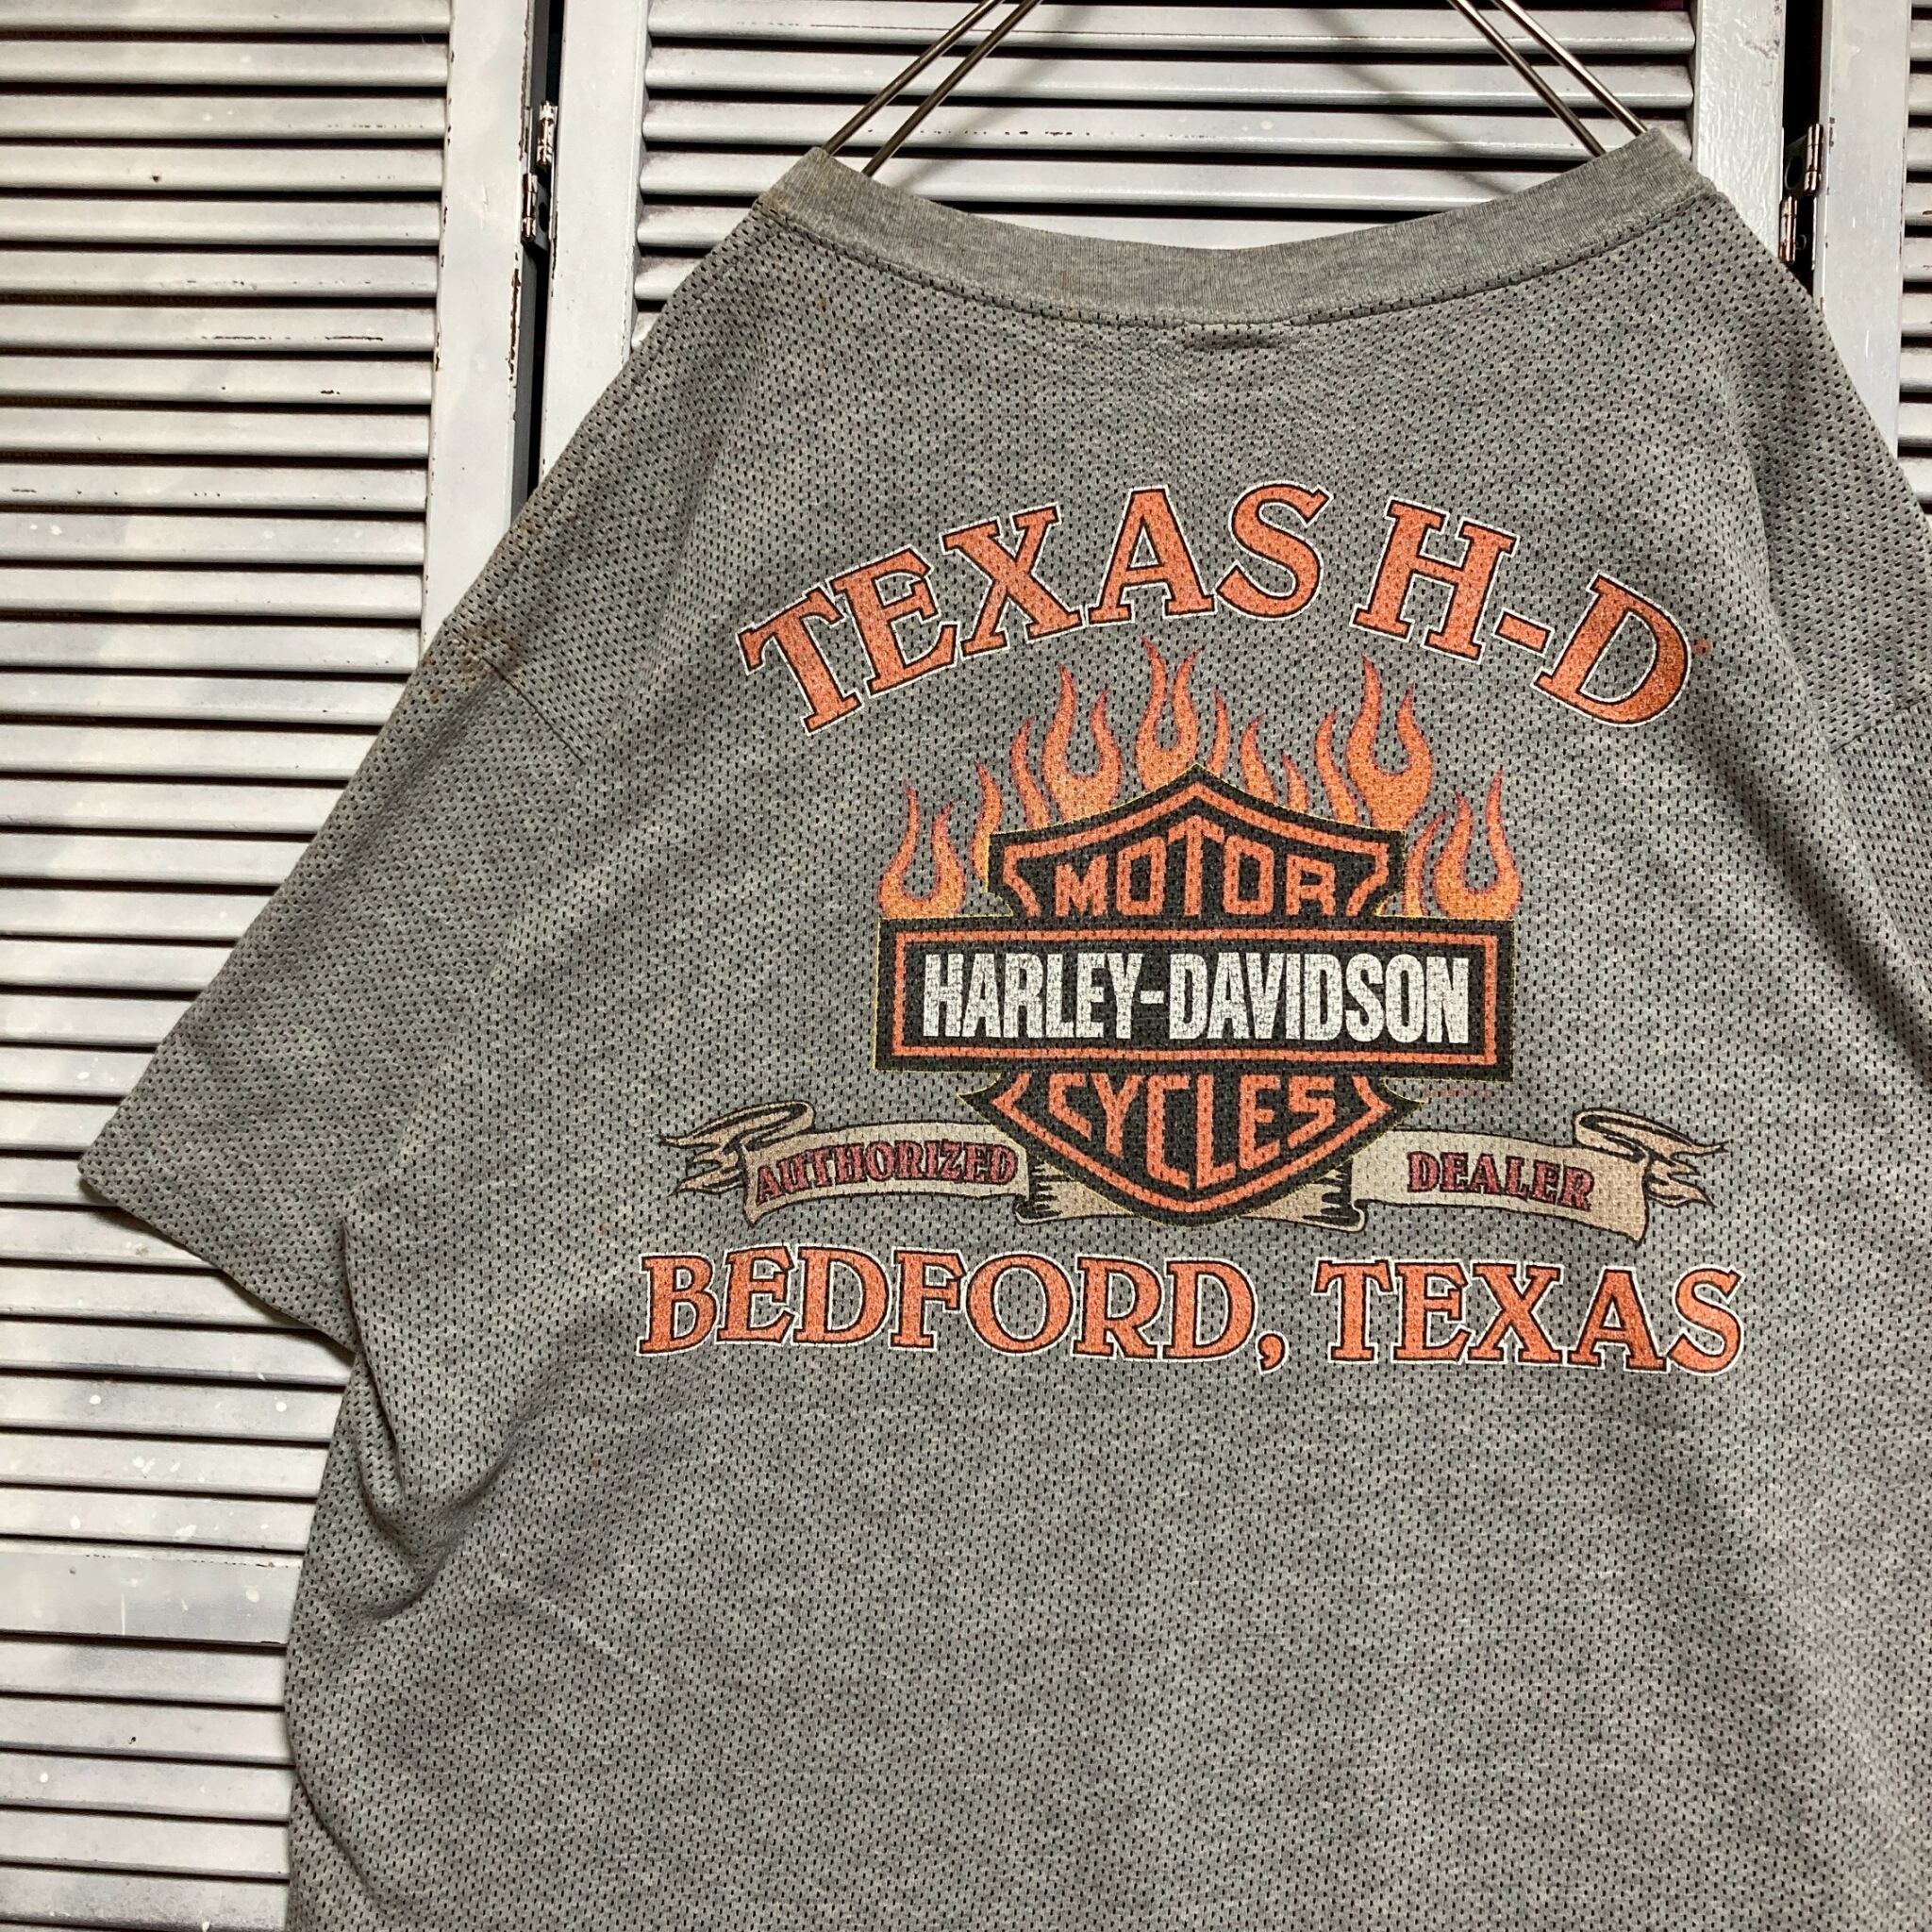 TEXAS H-D
MOTOR
HARLEY-DAVIDSON
CYCLES
AUTHORIZED DEALER
BEDFORD, TEXAS